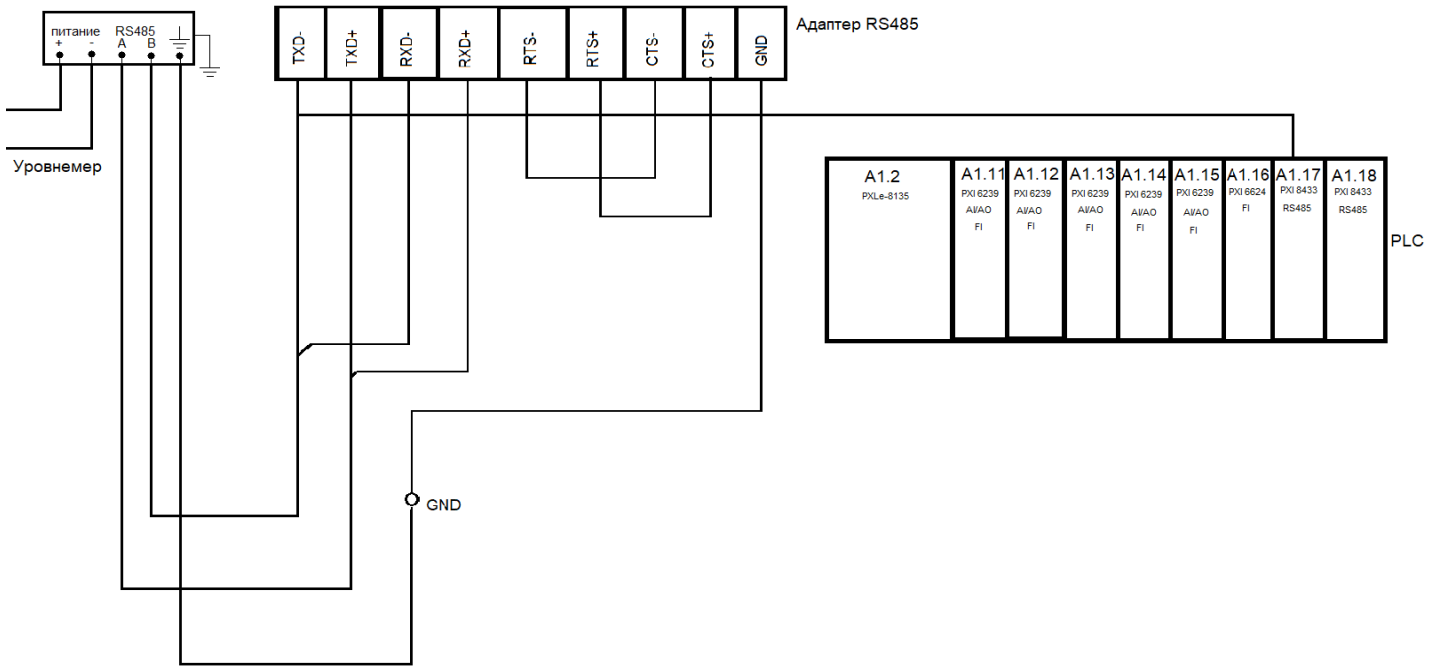 питание RS485
+ - A B
Уровнемер
TXD-
TXD+
RXD-
RXD+
RTS-
RTS+
CTS-
CTS+
GND
Адаптер RS485
A1.2
PXLe-8135
A1.11
PXI 6239
AI/AO
FI
A1.12
PXI 6239
AI/AO
FI
A1.13
PXI 6239
AI/AO
FI
A1.14
PXI 6239
AI/AO
FI
A1.15
PXI 6239
AI/AO
FI
A1.16
PXI 6624
FI
A1.17
PXI 8433
RS485
A1.18
PXI 8433
RS485
PLC
GND